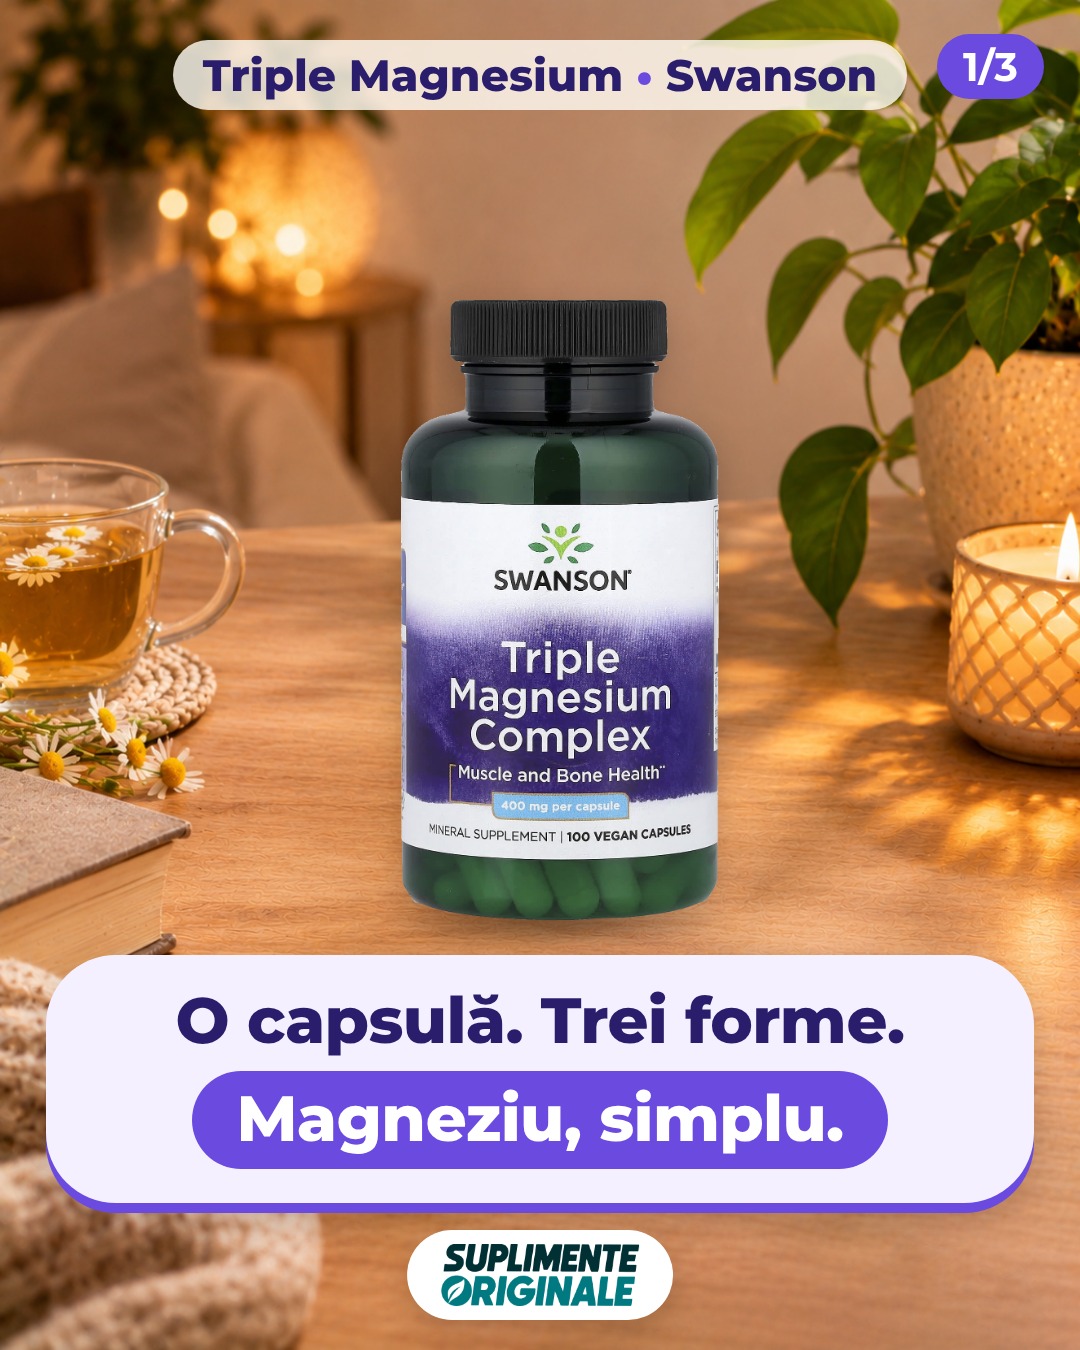 Triple Magnesium • Swanson
1/3
SWANSON®
Triple
Magnesium
Complex
Muscle and Bone Health
400 mg per capsule
MINERAL SUPPLEMENT | 100 VEGAN CAPSULES
O capsulă. Trei forme.
Magneziu, simplu.
SUPLIMENTE
ORIGINALE